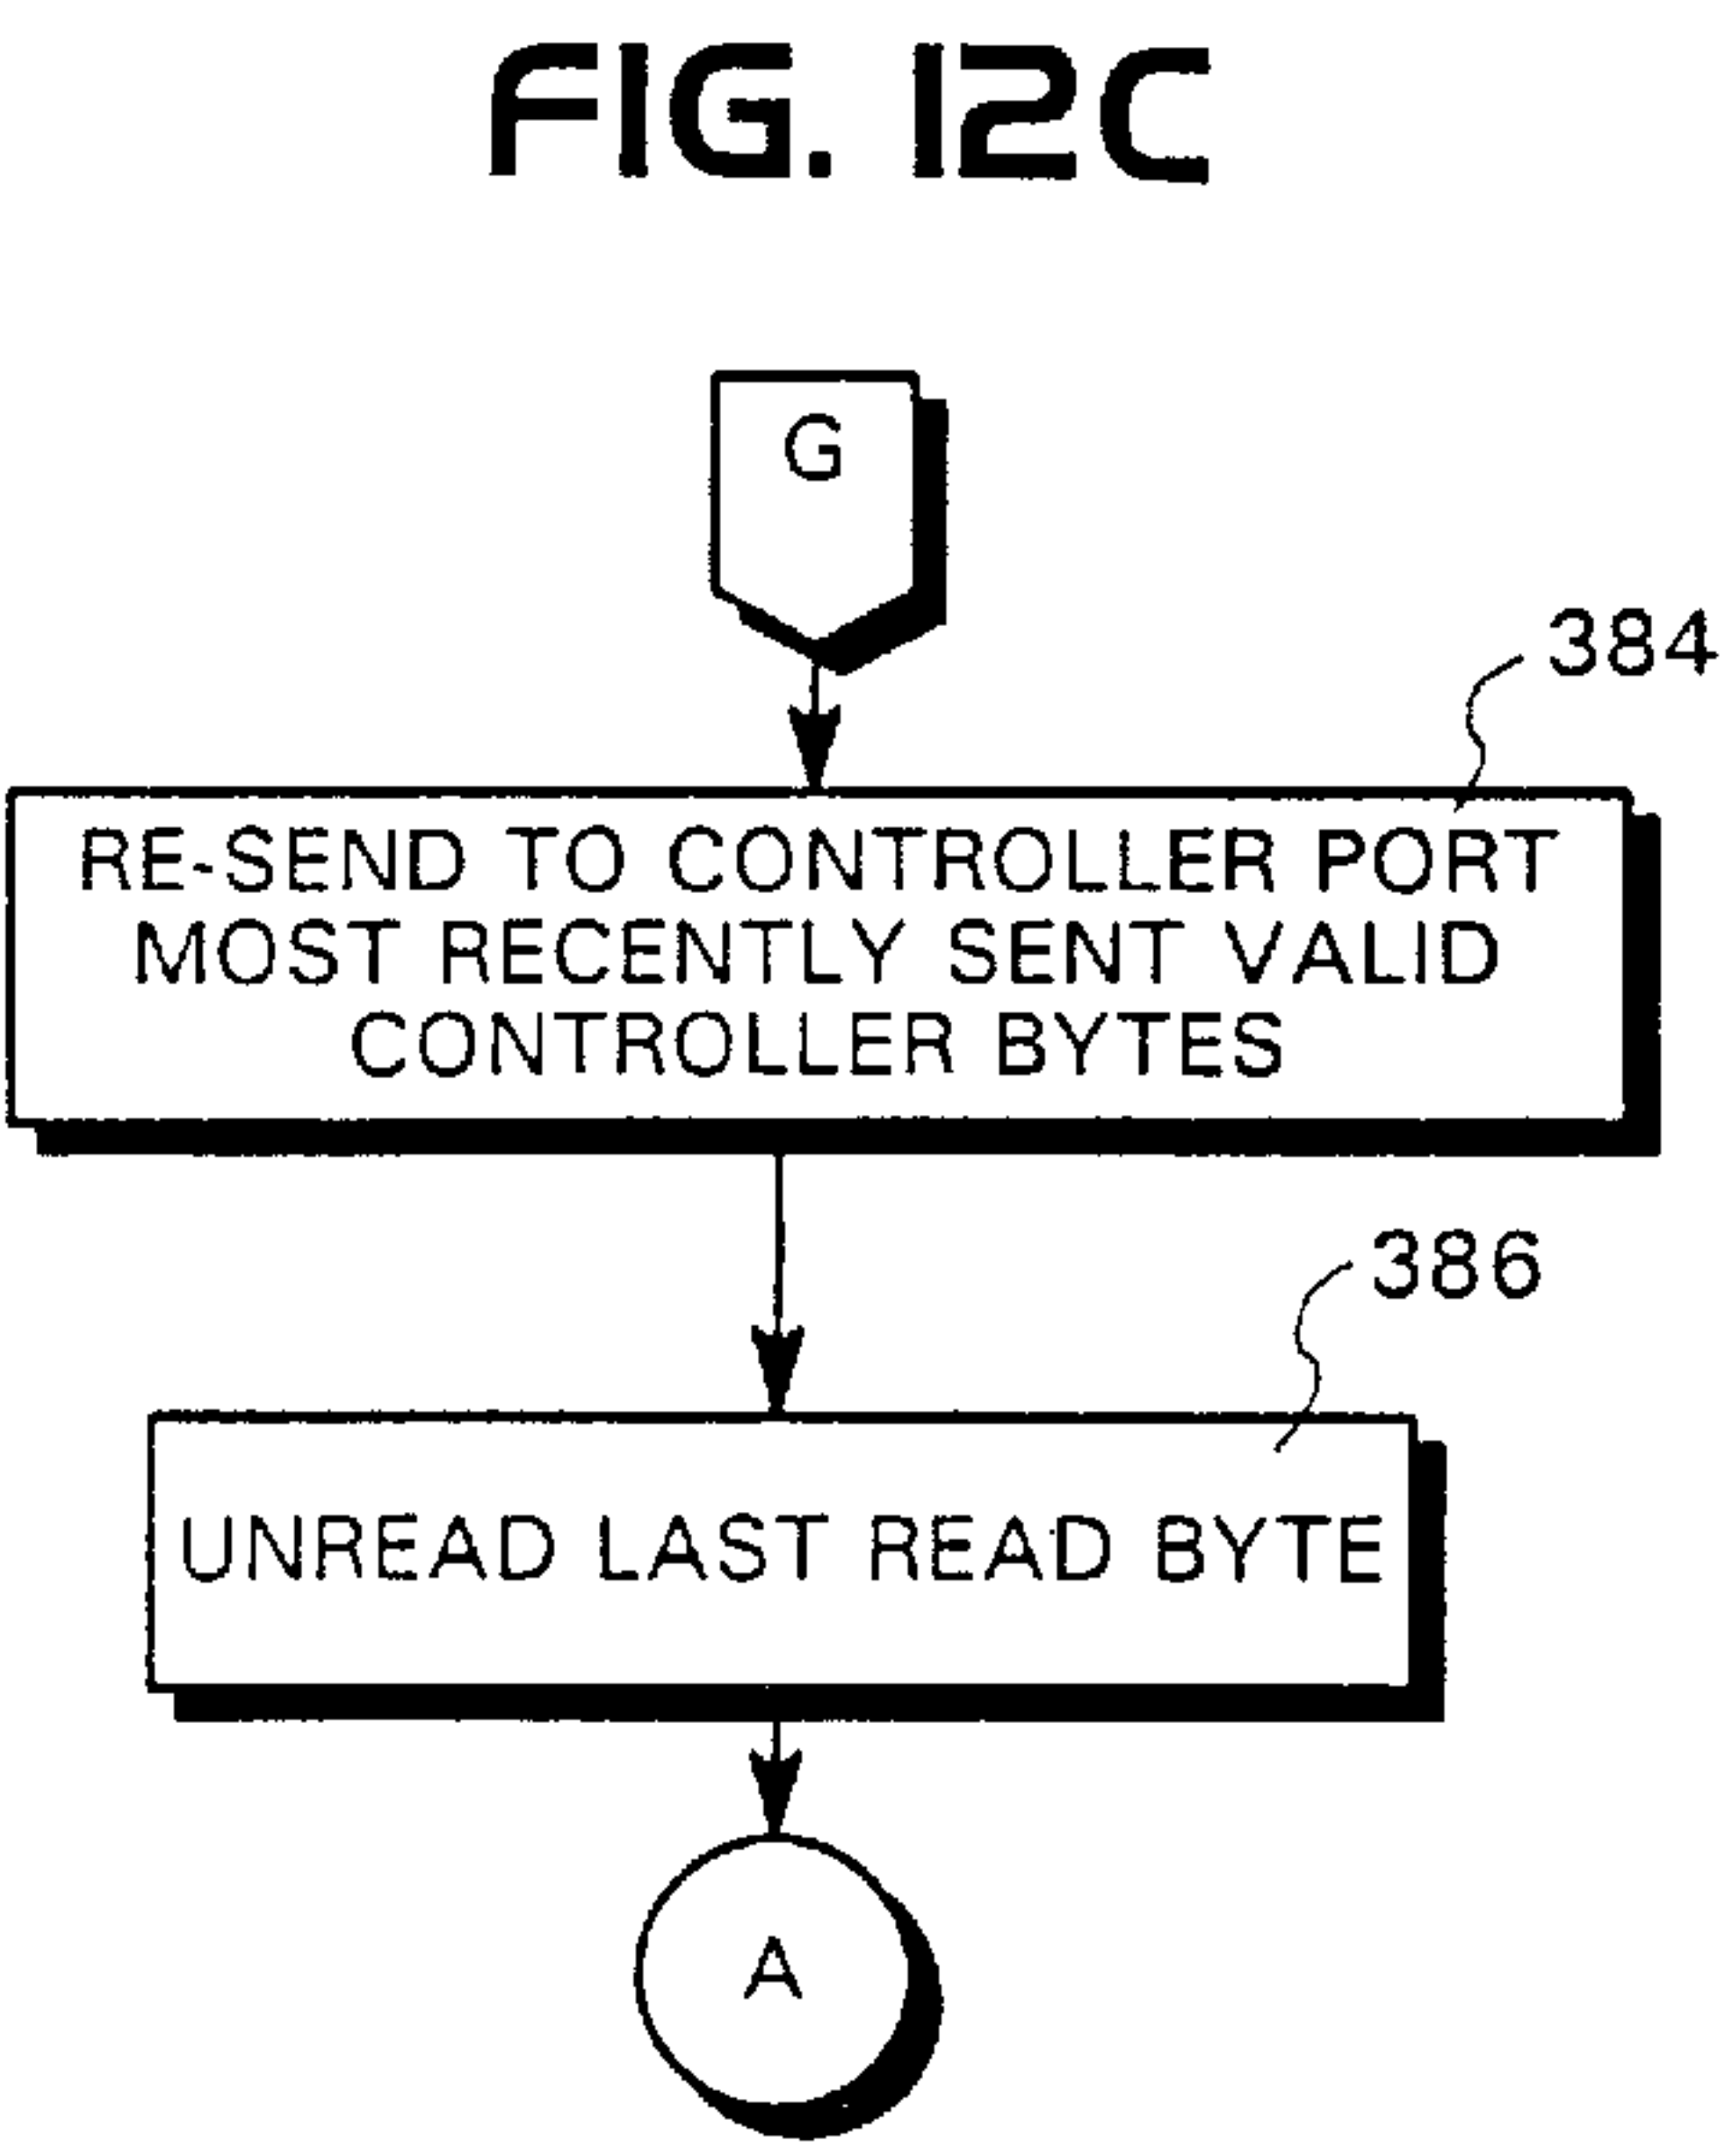 FIG. 12C
G
384
RE-SEND TO CONTROLLER PORT
MOST RECENTLY SENT VALID
CONTROLLER BYTES
386
UNREAD LAST READ BYTE
A